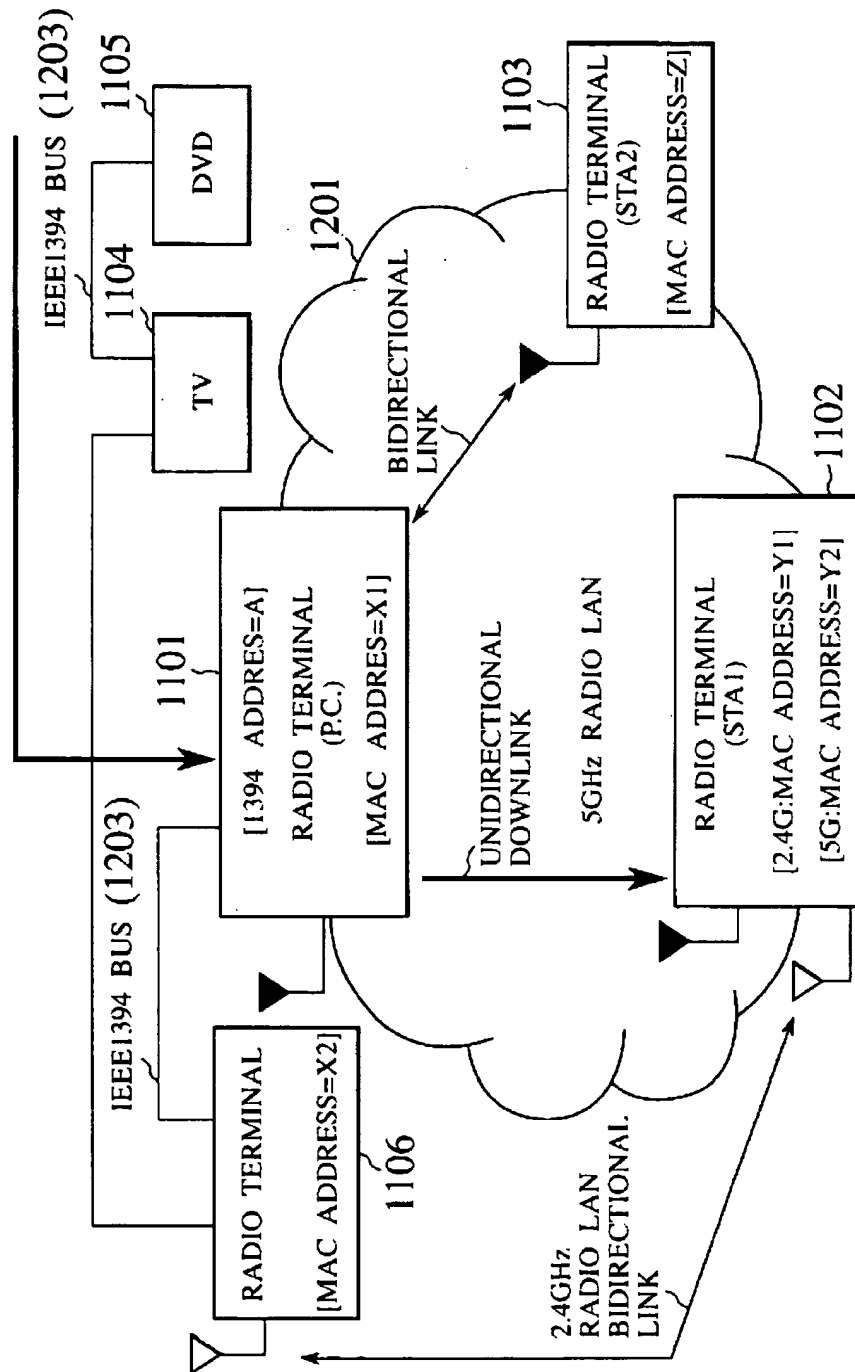 IEEE1394 BUS (1203)
IEEE1394 BUS (1203)
1104
1105
TV
DVD
1101
[1394 ADDRES=A]
RADIO TERMINAL
(P.C.)
[MAC ADDRES=X1]
RADIO TERMINAL
[MAC ADDRESS=X2]
1106
1201
BIDIRECTIONAL
LINK
1103
RADIO TERMINAL
(STA2)
[MAC ADDRESS=Z]
UNIDIRECTIONAL
DOWNLINK
5GHz RADIO LAN
2.4GHz
RADIO LAN
BIDIRECTIONAL
LINK
RADIO TERMINAL
(STA1)
[2.4G:MAC ADDRESS=Y1]
[5G:MAC ADDRESS=Y2]
1102